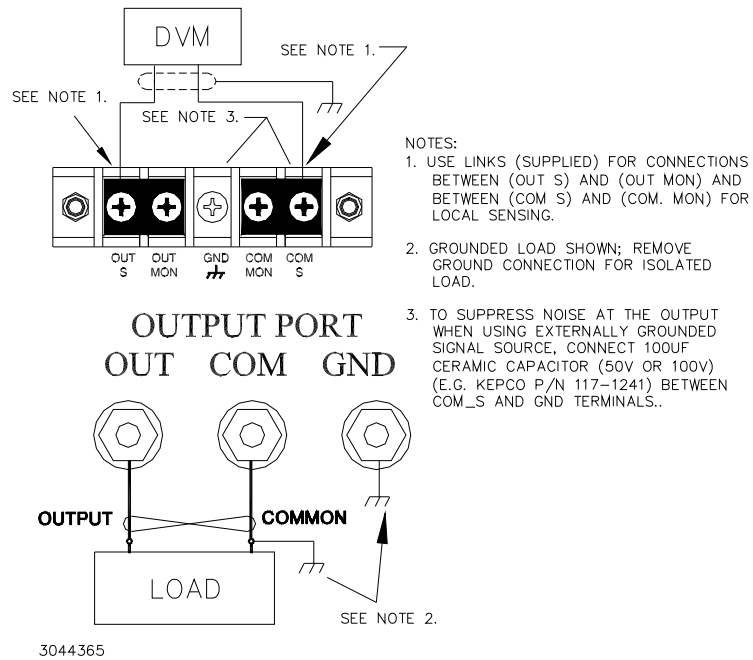 DVM
SEE NOTE 1.
SEE NOTE 1.
SEE NOTE 3.
OUT
S
OUT
MON
GND
COM
MON
COM
S
NOTES:
1. USE LINKS (SUPPLIED) FOR CONNECTIONS
BETWEEN (OUT S) AND (OUT MON) AND
BETWEEN (COM S) AND (COM. MON) FOR
LOCAL SENSING.
2. GROUNDED LOAD SHOWN; REMOVE
GROUND CONNECTION FOR ISOLATED
LOAD.
3. TO SUPPRESS NOISE AT THE OUTPUT
WHEN USING EXTERNALLY GROUNDED
SIGNAL SOURCE, CONNECT 100UF
CERAMIC CAPACITOR (50V OR 100V)
(E.G. KEPCO P/N 117-1241) BETWEEN
COM_S AND GND TERMINALS..
OUTPUT PORT
OUT COM GND
OUTPUT
COMMON
LOAD
SEE NOTE 2.
3044365